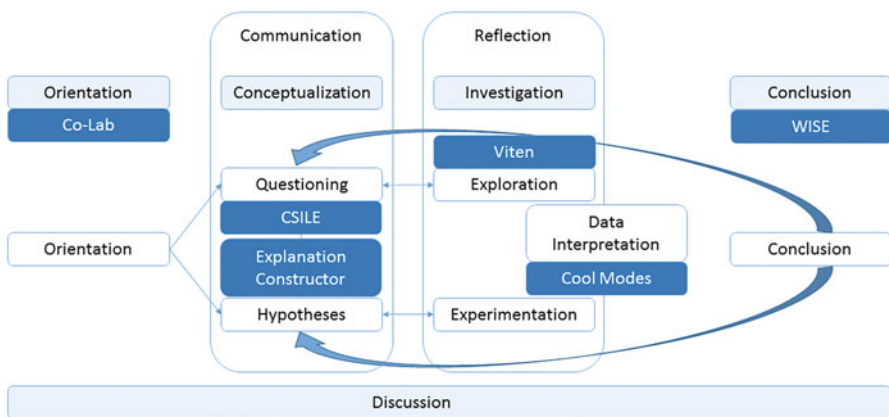 Communication
Reflection
Orientation
Conceptualization
Investigation
Conclusion
Co-Lab
WISE
Viten
Questioning
Exploration
CSILE
Data
Interpretation
Orientation
Explanation
Constructor
Conclusion
Cool Modes
Hypotheses
Experimentation
Discussion